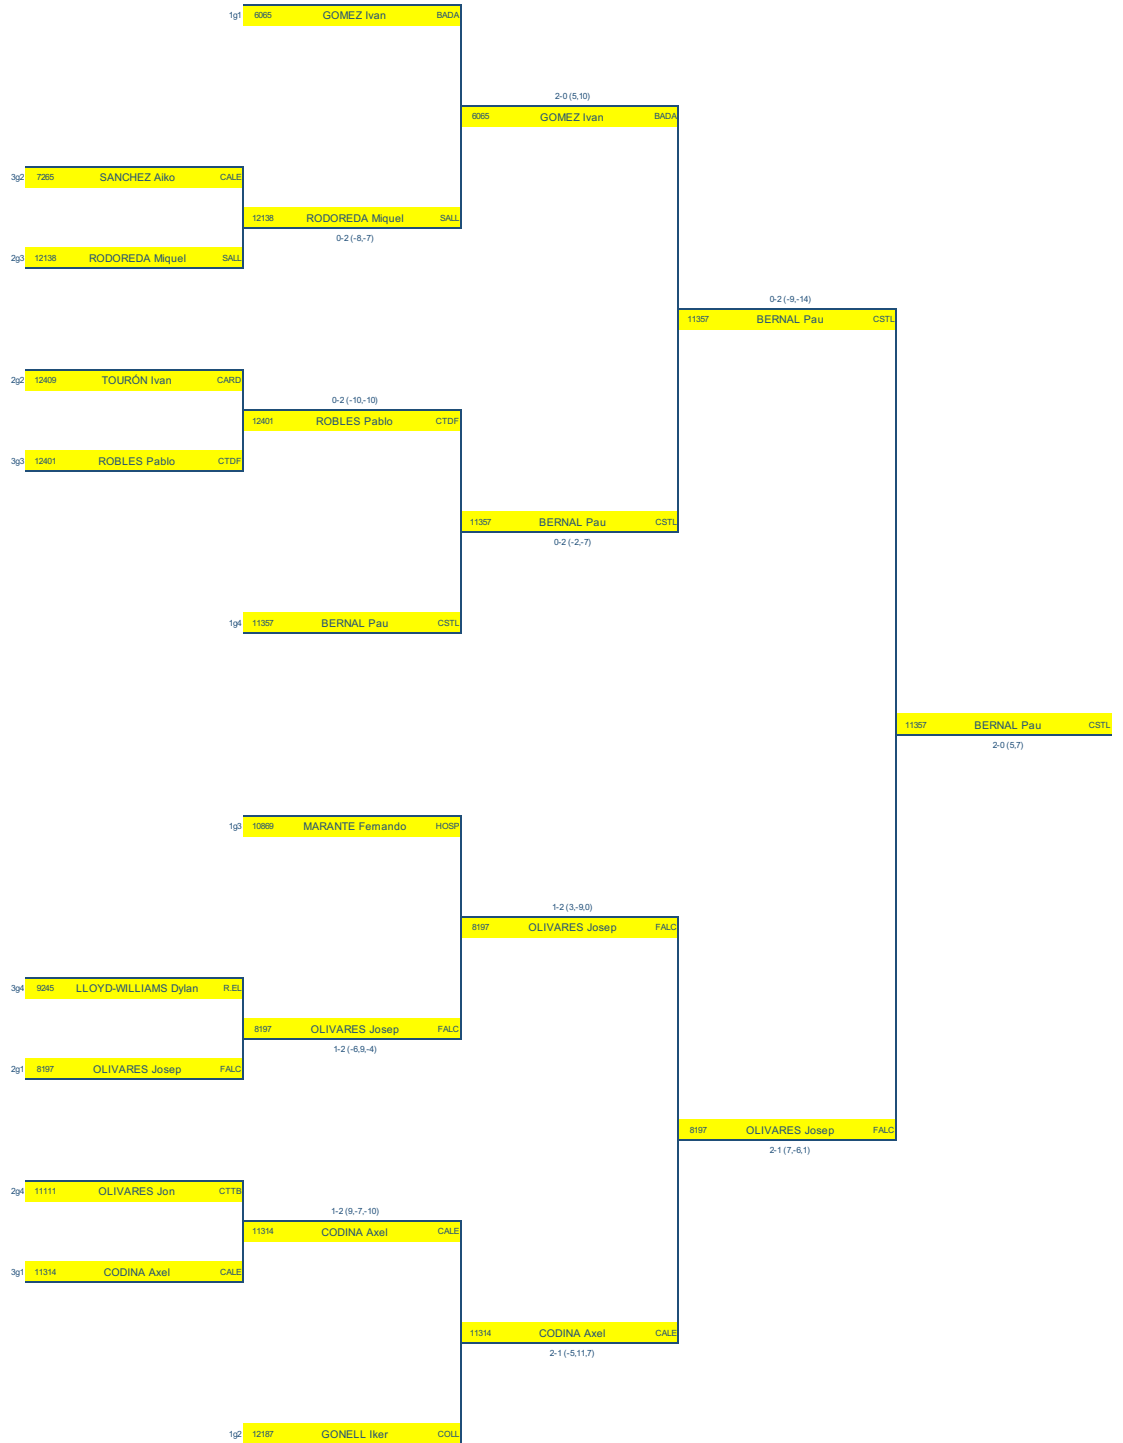 1g1 6065 GOMEZ Ivan BADA
2-0 (5,10)
6065 GOMEZ Ivan BADA
3g2 7265 SANCHEZ Aiko CALE
12138 RODOREDA Miquel SALL
0-2 (-8,-7)
2g3 12138 RODOREDA Miquel SALL
0-2 (-9,-14)
11357 BERNAL Pau CSTL
2g2 12409 TOURÓN Ivan CARD
0-2 (-10,-10)
12401 ROBLES Pablo CTDF
3g3 12401 ROBLES Pablo CTDF
11357 BERNAL Pau CSTL
0-2 (-2,-7)
1g4 11357 BERNAL Pau CSTL
11357 BERNAL Pau CSTL
2-0 (5,7)
1g3 10869 MARANTE Fernando HOSP
1-2 (3,-9,0)
8197 OLIVARES Josep FALC
3g4 9245 LLOYD-WILLIAMS Dylan R.EL
8197 OLIVARES Josep FALC
1-2 (-6,9,-4)
2g1 8197 OLIVARES Josep FALC
8197 OLIVARES Josep FALC
2-1 (7,-6,1)
2g4 11111 OLIVARES Jon CTTB
1-2 (9,-7,-10)
11314 CODINA Axel CALE
3g1 11314 CODINA Axel CALE
11314 CODINA Axel CALE
2-1 (-5,11,7)
1g2 12187 GONELL Iker COLL